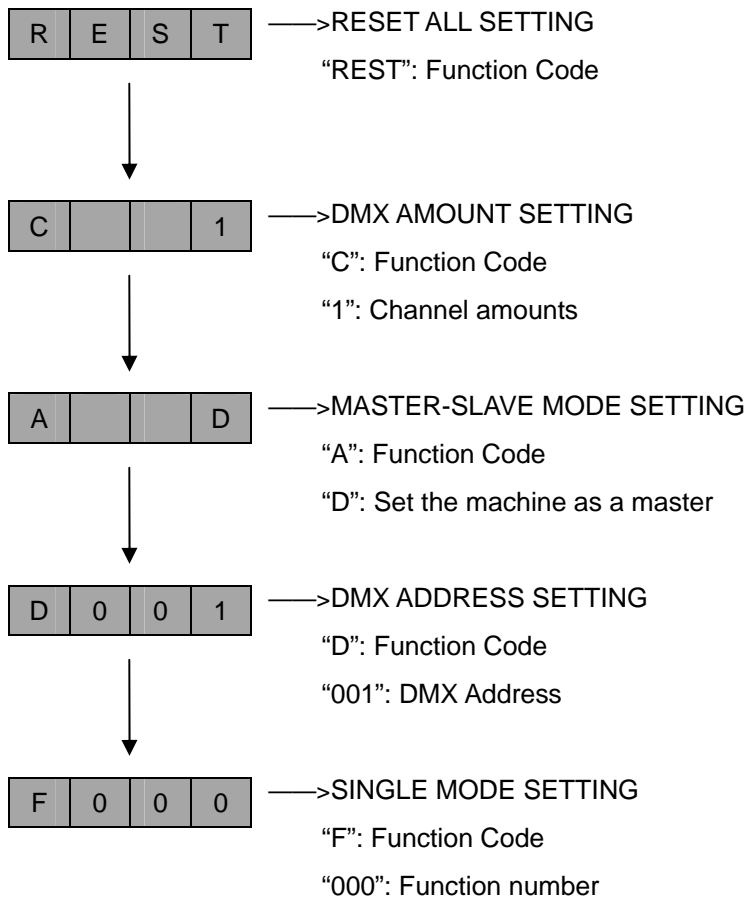 R E S T ——>RESET ALL SETTING
“REST”: Function Code
C 1 ——>DMX AMOUNT SETTING
“C”: Function Code
“1”: Channel amounts
A D ——>MASTER-SLAVE MODE SETTING
“A”: Function Code
“D”: Set the machine as a master
D 0 0 1 ——>DMX ADDRESS SETTING
“D”: Function Code
“001”: DMX Address
F 0 0 0 ——>SINGLE MODE SETTING
“F”: Function Code
“000”: Function number